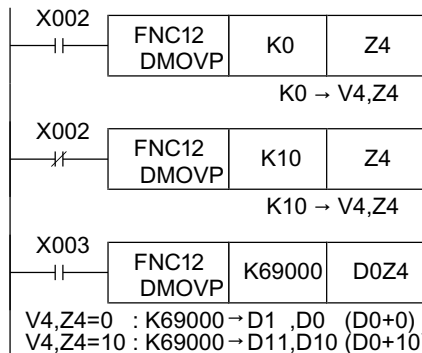 X002
FNC12 K0 Z4
DMOVP
K0 → V4,Z4
X002
FNC12 K10 Z4
DMOVP
K10 → V4,Z4
X003
FNC12 K69000 D0Z4
DMOVP
V4,Z4=0 : K69000→D1 ,D0 (D0+0)
V4,Z4=10 : K69000→D11,D10 (D0+10)